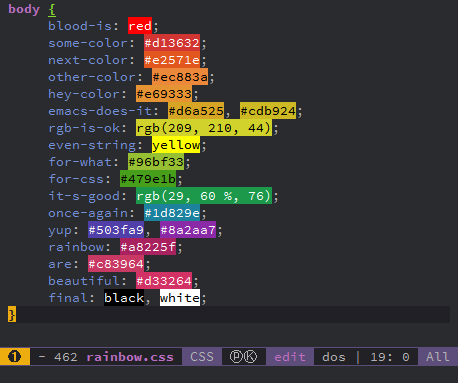 body {
blood-is: red;
some-color: #d13632;
next-color: #e2571e;
other-color: #ec883a;
hey-color: #e69333;
emacs-does-it: #d6a525, #cdb924;
rgb-is-ok: rgb(209, 210, 44);
even-string: yellow;
for-what: #96bf33;
for-css: #479e1b;
it-s-good: rgb(29, 60 %, 76);
once-again: #1d829e;
yup: #503fa9, #8a2aa7;
rainbow: #a8225f;
are: #c83964;
beautiful: #d33264;
final: black, white;
}
❶ - 462 rainbow.css CSS ⓅⓀ edit dos | 19: 0 All